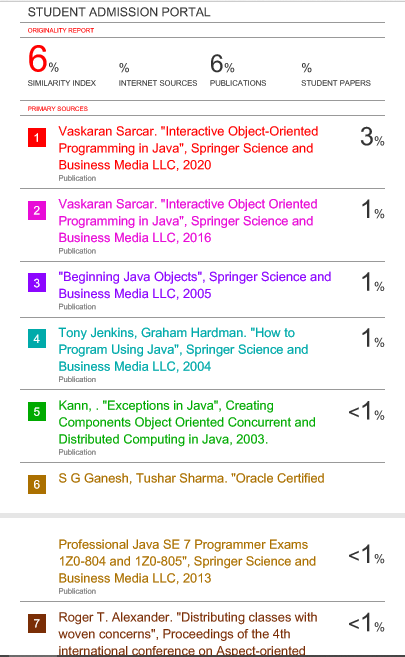 STUDENT ADMISSION PORTAL
ORIGINALITY REPORT
6%
%
6%
%
SIMILARITY INDEX
INTERNET SOURCES
PUBLICATIONS
STUDENT PAPERS
PRIMARY SOURCES
1
Vaskaran Sarcar. "Interactive Object-Oriented
Programming in Java", Springer Science and
Business Media LLC, 2020
Publication
3%
2
Vaskaran Sarcar. "Interactive Object Oriented
Programming in Java", Springer Science and
Business Media LLC, 2016
Publication
1%
3
"Beginning Java Objects", Springer Science and
Business Media LLC, 2005
Publication
1%
4
Tony Jenkins, Graham Hardman. "How to
Program Using Java", Springer Science and
Business Media LLC, 2004
Publication
1%
5
Kann, . "Exceptions in Java", Creating
Components Object Oriented Concurrent and
Distributed Computing in Java, 2003.
Publication
<1%
6
S G Ganesh, Tushar Sharma. "Oracle Certified
Professional Java SE 7 Programmer Exams
1Z0-804 and 1Z0-805", Springer Science and
Business Media LLC, 2013
Publication
<1%
7
Roger T. Alexander. "Distributing classes with
woven concerns", Proceedings of the 4th
international conference on Aspect-oriented
<1%